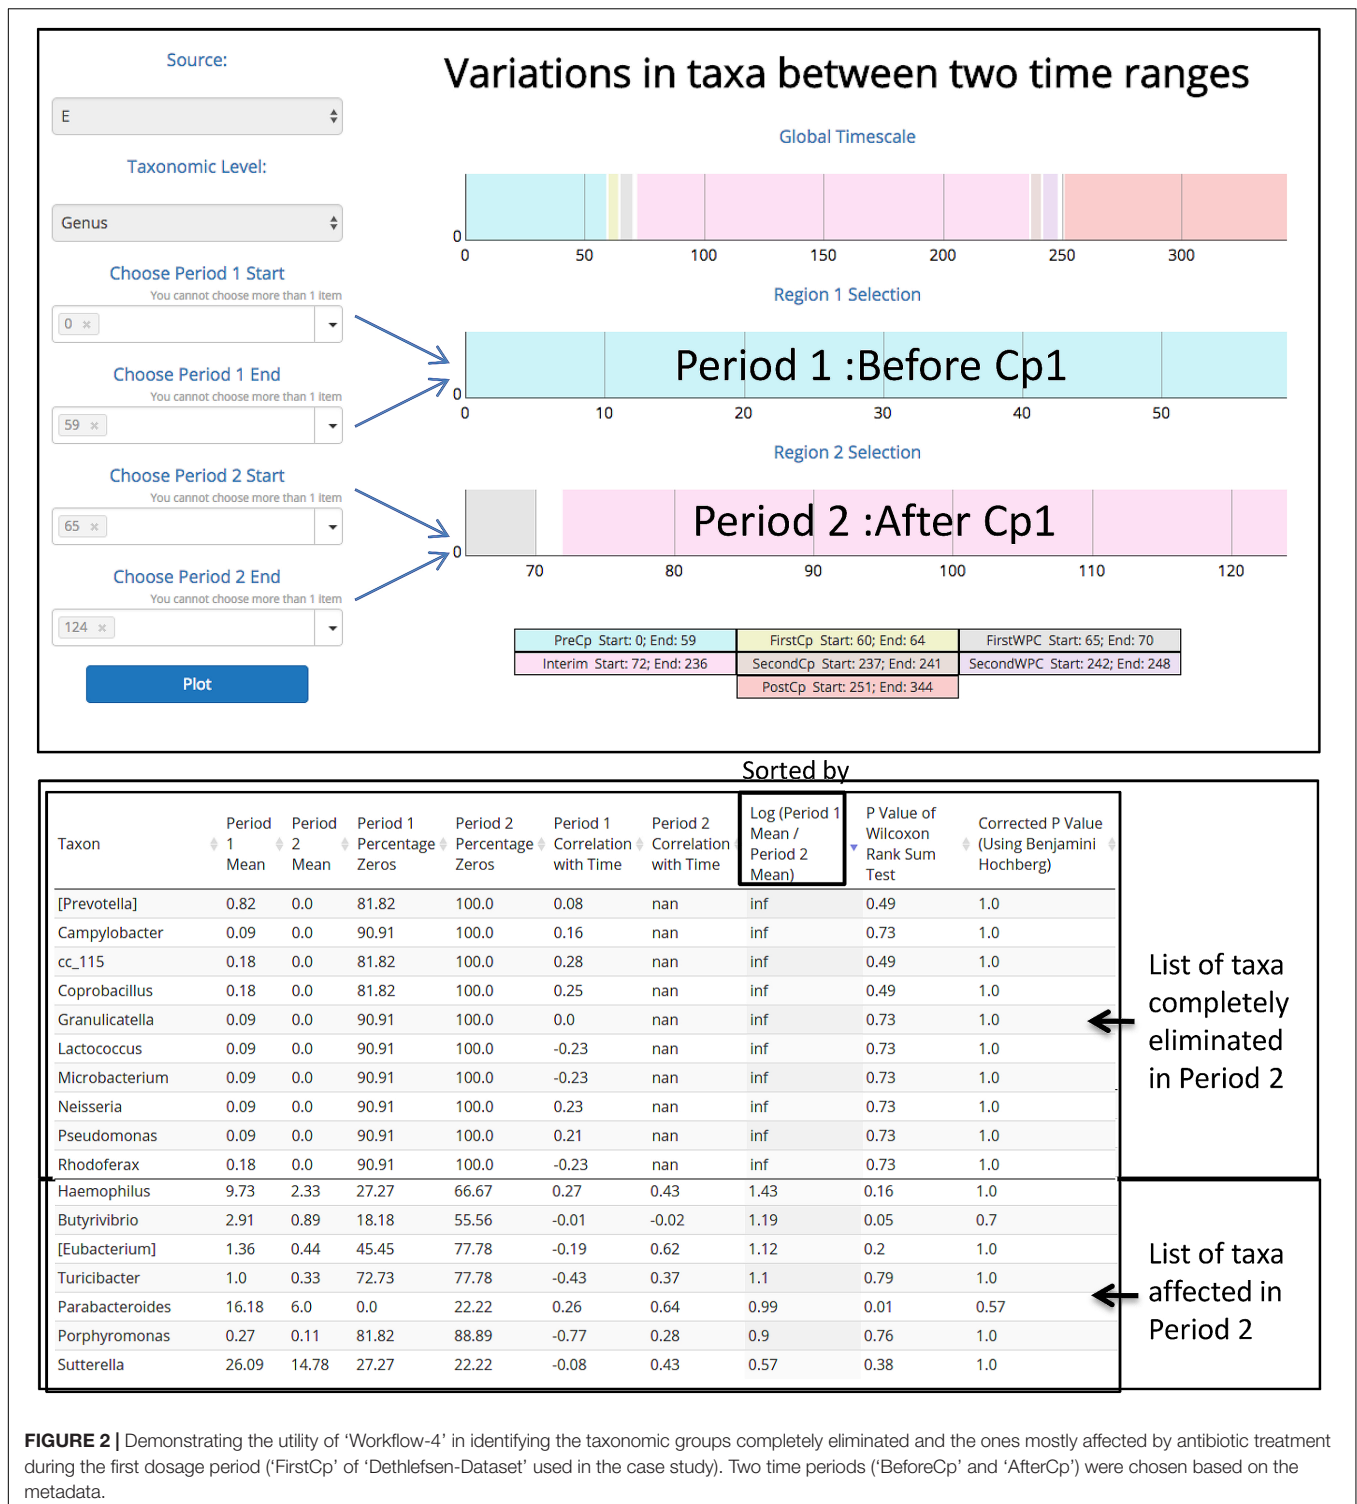 Source:
E
Taxonomic Level:
Genus
Choose Period 1 Start
You cannot choose more than 1 item
0 ×
Choose Period 1 End
You cannot choose more than 1 item
59 ×
Choose Period 2 Start
You cannot choose more than 1 item
65 ×
Choose Period 2 End
You cannot choose more than 1 item
124 ×
Plot
Variations in taxa between two time ranges
Global Timescale
0
0 50 100 150 200 250 300
Region 1 Selection
Period 1 :Before Cp1
0
0 10 20 30 40 50
Region 2 Selection
Period 2 :After Cp1
0
70 80 90 100 110 120
PreCp Start: 0; End: 59 FirstCp Start: 60; End: 64 FirstWPC Start: 65; End: 70
Interim Start: 72; End: 236 SecondCp Start: 237; End: 241 SecondWPC Start: 242; End: 248
PostCp Start: 251; End: 344
Sorted by
Taxon Period 1 Mean Period 2 Mean Period 1 Percentage Zeros Period 2 Percentage Zeros Period 1 Correlation with Time Period 2 Correlation with Time Log (Period 1 Mean / Period 2 Mean) P Value of Wilcoxon Rank Sum Test Corrected P Value (Using Benjamini Hochberg)
[Prevotella] 0.82 0.0 81.82 100.0 0.08 nan inf 0.49 1.0
Campylobacter 0.09 0.0 90.91 100.0 0.16 nan inf 0.73 1.0
cc_115 0.18 0.0 81.82 100.0 0.28 nan inf 0.49 1.0
Coprobacillus 0.18 0.0 81.82 100.0 0.25 nan inf 0.49 1.0
Granulicatella 0.09 0.0 90.91 100.0 0.0 nan inf 0.73 1.0
Lactococcus 0.09 0.0 90.91 100.0 -0.23 nan inf 0.73 1.0
Microbacterium 0.09 0.0 90.91 100.0 -0.23 nan inf 0.73 1.0
Neisseria 0.09 0.0 90.91 100.0 0.23 nan inf 0.73 1.0
Pseudomonas 0.09 0.0 90.91 100.0 0.21 nan inf 0.73 1.0
Rhodoferax 0.18 0.0 90.91 100.0 -0.23 nan inf 0.73 1.0
Haemophilus 9.73 2.33 27.27 66.67 0.27 0.43 1.43 0.16 1.0
Butyrivibrio 2.91 0.89 18.18 55.56 -0.01 -0.02 1.19 0.05 0.7
[Eubacterium] 1.36 0.44 45.45 77.78 -0.19 0.62 1.12 0.2 1.0
Turicibacter 1.0 0.33 72.73 77.78 -0.43 0.37 1.1 0.79 1.0
Parabacteroides 16.18 6.0 0.0 22.22 0.26 0.64 0.99 0.01 0.57
Porphyromonas 0.27 0.11 81.82 88.89 -0.77 0.28 0.9 0.76 1.0
Sutterella 26.09 14.78 27.27 22.22 -0.08 0.43 0.57 0.38 1.0
List of taxa
completely
eliminated
in Period 2
List of taxa
affected in
Period 2
FIGURE 2 | Demonstrating the utility of ‘Workflow-4’ in identifying the taxonomic groups completely eliminated and the ones mostly affected by antibiotic treatment
during the first dosage period (‘FirstCp’ of ‘Dethlefsen-Dataset’ used in the case study). Two time periods (‘BeforeCp’ and ‘AfterCp’) were chosen based on the
metadata.